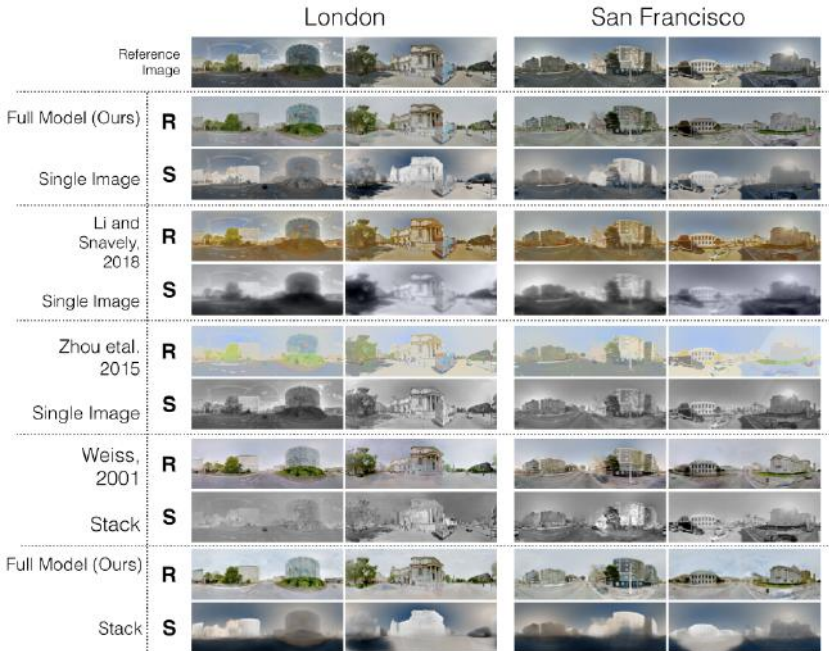 London
San Francisco
Reference
Image
Full Model (Ours)
R
Single Image
S
Li and
Snavely,
2018
R
Single Image
S
Zhou etal.
2015
R
Single Image
S
Weiss,
2001
R
Stack
S
Full Model (Ours)
R
Stack
S